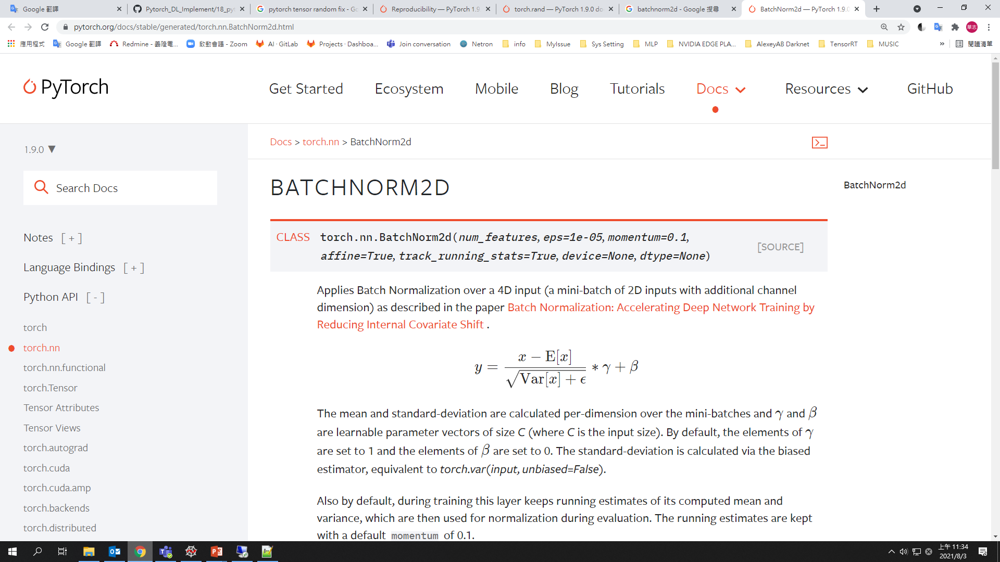 Google 翻譯
Pytorch_DL_Implement/18_pyt
pytorch tensor random fix - Go
Reproducibility — PyTorch 1.9
torch.rand — PyTorch 1.9.0 do
batchnorm2d - Google 搜尋
BatchNorm2d — PyTorch 1.9.0
pytorch.org/docs/stable/generated/torch.nn.BatchNorm2d.html
華志
應用程式
Google 翻譯
Redmine - 義隆電...
啟動會議 - Zoom
AI · GitLab
Projects · Dashboa...
Join conversation
Netron
info
MyIssue
Sys Setting
MLP
NVIDIA EDGE PLA...
AlexeyAB Darknet
TensorRT
MUSIC
»
閱讀清單
PyTorch
Get Started
Ecosystem
Mobile
Blog
Tutorials
Docs
Resources
GitHub
1.9.0 ▼
Search Docs
Notes [ + ]
Language Bindings [ + ]
Python API [ - ]
torch
torch.nn
torch.nn.functional
torch.Tensor
Tensor Attributes
Tensor Views
torch.autograd
torch.cuda
torch.cuda.amp
torch.backends
torch.distributed
Docs > torch.nn > BatchNorm2d
BATCHNORM2D
CLASS torch.nn.BatchNorm2d(num_features, eps=1e-05, momentum=0.1,
affine=True, track_running_stats=True, device=None, dtype=None)
[SOURCE]
Applies Batch Normalization over a 4D input (a mini-batch of 2D inputs with additional channel
dimension) as described in the paper Batch Normalization: Accelerating Deep Network Training by
Reducing Internal Covariate Shift .
y = (x − E[x]) / √(Var[x] + ϵ) ∗ γ + β
The mean and standard-deviation are calculated per-dimension over the mini-batches and γ and β
are learnable parameter vectors of size C (where C is the input size). By default, the elements of γ
are set to 1 and the elements of β are set to 0. The standard-deviation is calculated via the biased
estimator, equivalent to torch.var(input, unbiased=False).
Also by default, during training this layer keeps running estimates of its computed mean and
variance, which are then used for normalization during evaluation. The running estimates are kept
with a default momentum of 0.1.
BatchNorm2d
上午 11:34
2021/8/3